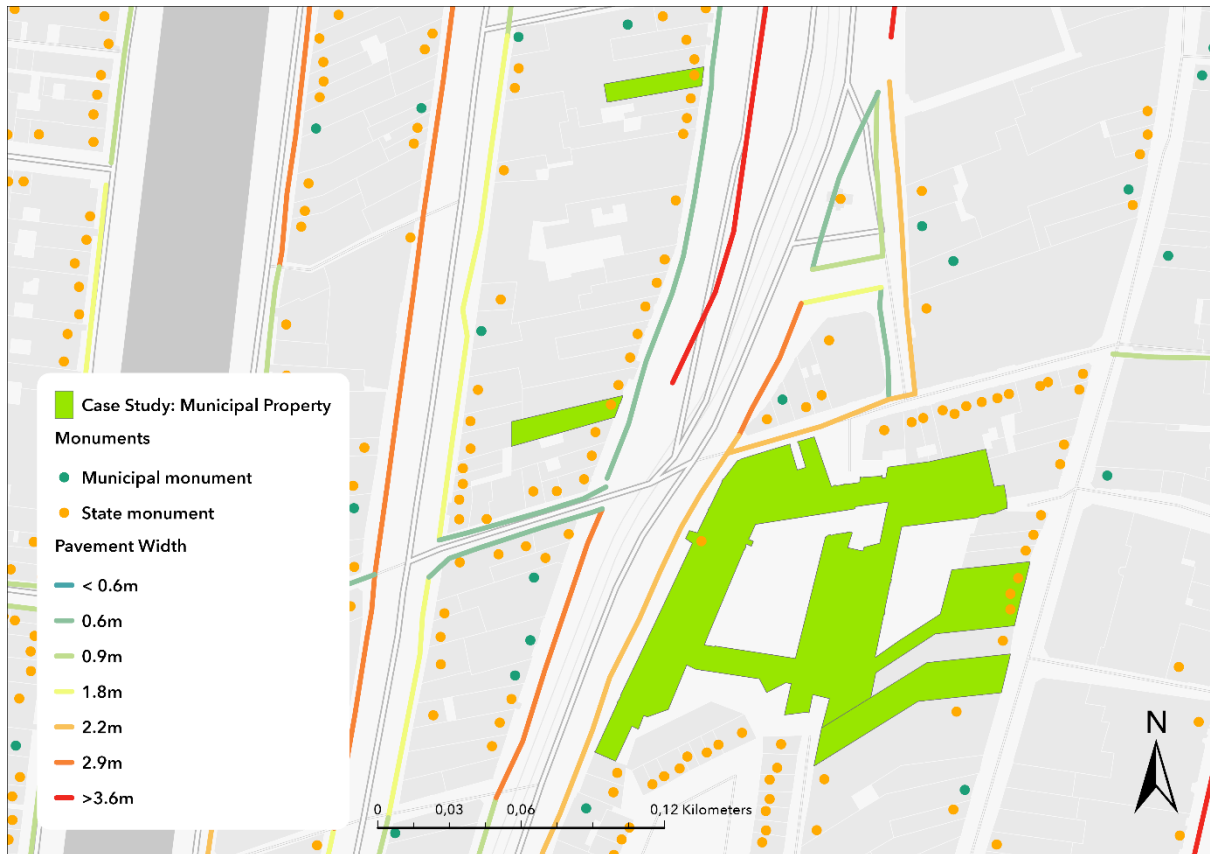 Case Study: Municipal Property
Monuments
Municipal monument
State monument
Pavement Width
< 0.6m
0.6m
0.9m
1.8m
2.2m
2.9m
>3.6m
0 0,03 0,06 0,12 Kilometers
N